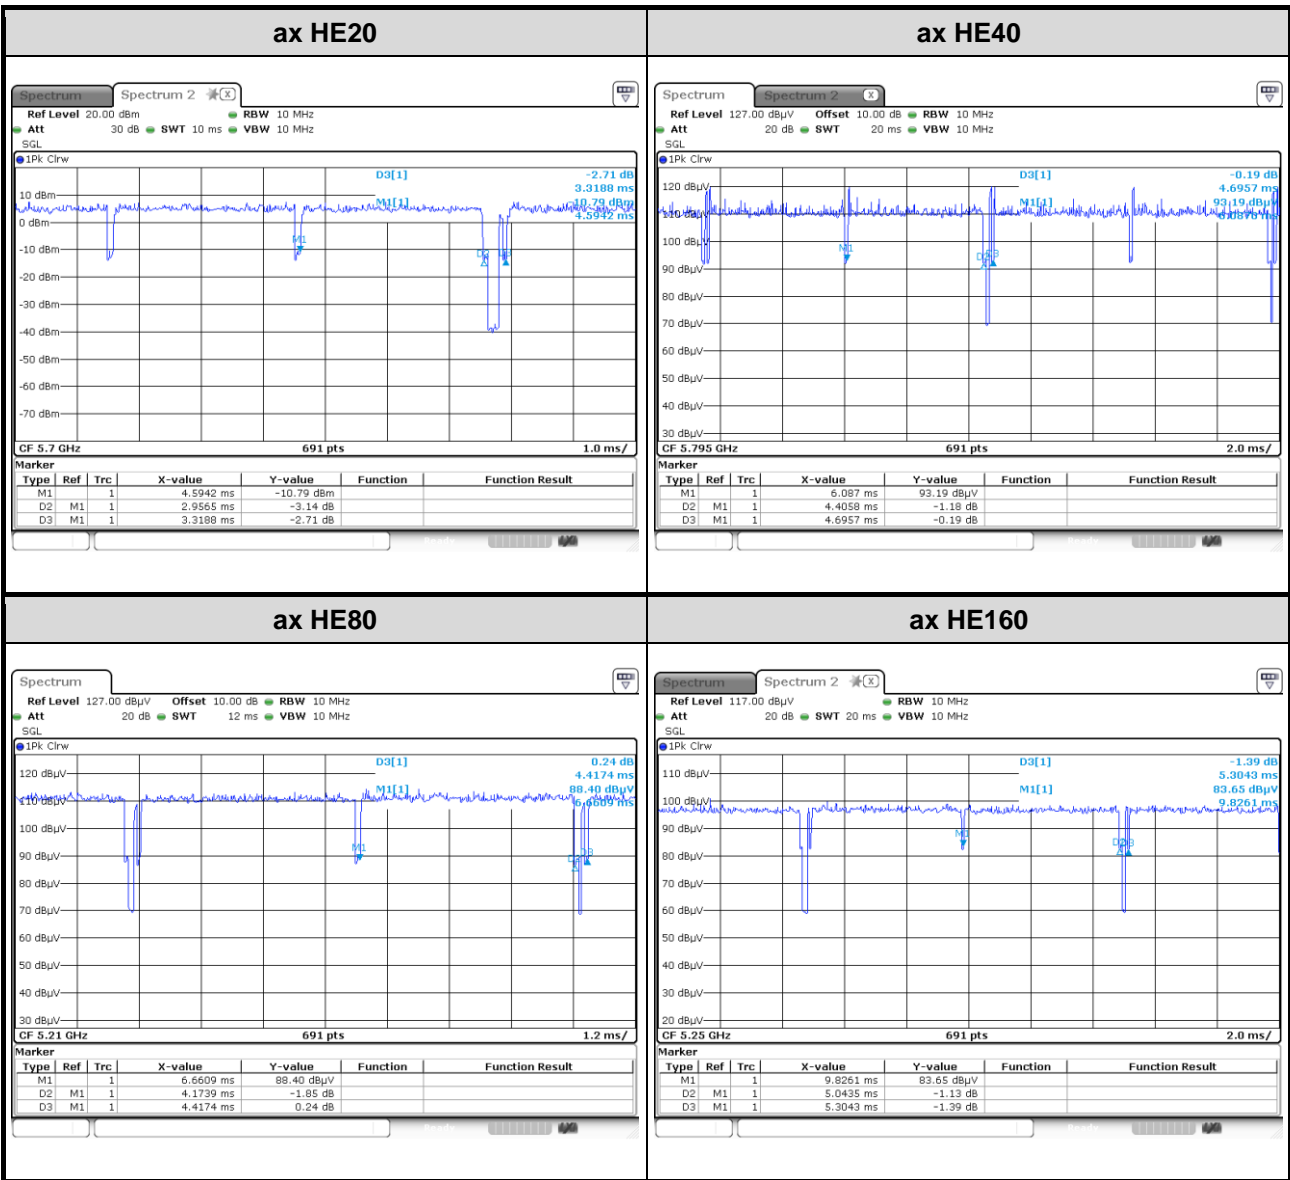 ax HE20
ax HE40
Spectrum
Spectrum 2
X
Ref Level 20.00 dBm
RBW 10 MHz
Att 30 dB SWT 10 ms VBW 10 MHz
SGL
1Pk Clrw
D3[1] -2.71 dB
3.3188 ms
M1[1] -10.79 dBm
4.5942 ms
10 dBm
0 dBm
-10 dBm
-20 dBm
-30 dBm
-40 dBm
-50 dBm
-60 dBm
-70 dBm
M1
CF 5.7 GHz 691 pts 1.0 ms/
Marker
Type Ref Trc X-value Y-value Function Function Result
M1 1 4.5942 ms -10.79 dBm
D2 M1 1 2.9565 ms -3.14 dB
D3 M1 1 3.3188 ms -2.71 dB
Spectrum
Spectrum 2
X
Ref Level 127.00 dBµV Offset 10.00 dB RBW 10 MHz
Att 20 dB SWT 20 ms VBW 10 MHz
SGL
1Pk Clrw
D3[1] -0.19 dB
4.6957 ms
M1[1] 93.19 dBµV
120 dBµV
110 dBµV
100 dBµV
90 dBµV
80 dBµV
70 dBµV
60 dBµV
50 dBµV
40 dBµV
30 dBµV
M1
CF 5.795 GHz 691 pts 2.0 ms/
Marker
Type Ref Trc X-value Y-value Function Function Result
M1 1 6.087 ms 93.19 dBµV
D2 M1 1 4.4058 ms -1.18 dB
D3 M1 1 4.6957 ms -0.19 dB
ax HE80
ax HE160
Spectrum
Ref Level 127.00 dBµV Offset 10.00 dB RBW 10 MHz
Att 20 dB SWT 12 ms VBW 10 MHz
SGL
1Pk Clrw
D3[1] 0.24 dB
4.4174 ms
M1[1] 88.40 dBµV
6.6609 ms
120 dBµV
110 dBµV
100 dBµV
90 dBµV
80 dBµV
70 dBµV
60 dBµV
50 dBµV
40 dBµV
30 dBµV
M1
CF 5.21 GHz 691 pts 1.2 ms/
Marker
Type Ref Trc X-value Y-value Function Function Result
M1 1 6.6609 ms 88.40 dBµV
D2 M1 1 4.1739 ms -1.85 dB
D3 M1 1 4.4174 ms 0.24 dB
Spectrum
Spectrum 2
X
Ref Level 117.00 dBµV RBW 10 MHz
Att 20 dB SWT 20 ms VBW 10 MHz
SGL
1Pk Clrw
D3[1] -1.39 dB
5.3043 ms
M1[1] 83.65 dBµV
9.8261 ms
110 dBµV
100 dBµV
90 dBµV
80 dBµV
70 dBµV
60 dBµV
50 dBµV
40 dBµV
30 dBµV
20 dBµV
M1
CF 5.25 GHz 691 pts 2.0 ms/
Marker
Type Ref Trc X-value Y-value Function Function Result
M1 1 9.8261 ms 83.65 dBµV
D2 M1 1 5.0435 ms -1.13 dB
D3 M1 1 5.3043 ms -1.39 dB